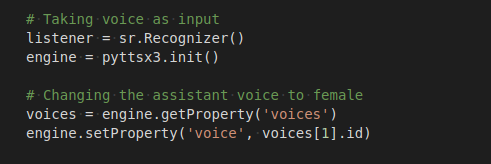 # Taking voice as input
listener = sr.Recognizer()
engine = pyttsx3.init()
# Changing the assistant voice to female
voices = engine.getProperty('voices')
engine.setProperty('voice', voices[1].id)